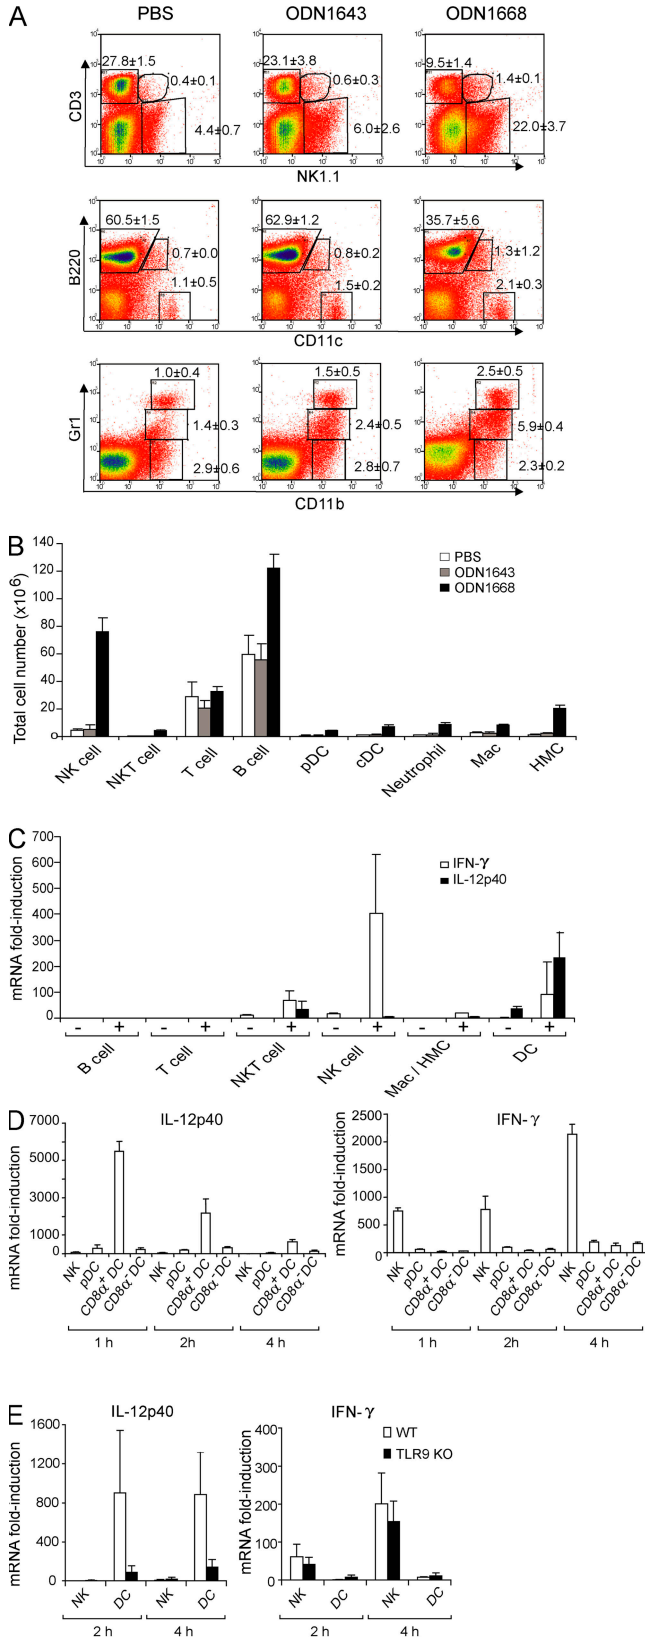 A
PBS ODN1643 ODN1668
27.8±1.5 23.1±3.8 9.5±1.4
0.4±0.1 0.6±0.3 1.4±0.1
CD3
4.4±0.7 6.0±2.6 22.0±3.7
NK1.1
60.5±1.5 62.9±1.2 35.7±5.6
0.7±0.0 0.8±0.2 1.3±1.2
B220
1.1±0.5 1.5±0.2 2.1±0.3
CD11c
1.0±0.4 1.5±0.5 2.5±0.5
Gr1
1.4±0.3 2.4±0.5 5.9±0.4
2.9±0.6 2.8±0.7 2.3±0.2
CD11b
B
Total cell number (x10⁶)
140
120
100
80
60
40
20
0
PBS
ODN1643
ODN1668
NK cell NKT cell T cell B cell pDC cDC Neutrophil Mac HMC
C
mRNA fold-induction
700
600
500
400
300
200
100
0
IFN-γ
IL-12p40
- + - + - + - + - + - +
B cell T cell NKT cell NK cell Mac / HMC DC
D
IL-12p40
mRNA fold-induction
7000
5000
3000
1000
0
NK pDC CD8α+ DC CD8α- DC NK pDC CD8α+ DC CD8α- DC NK pDC CD8α+ DC CD8α- DC
1 h 2h 4 h
IFN-γ
mRNA fold-induction
2500
2000
1500
1000
500
0
NK pDC CD8α+ DC CD8α- DC NK pDC CD8α+ DC CD8α- DC NK pDC CD8α+ DC CD8α- DC
1 h 2h 4 h
E
IL-12p40
mRNA fold-induction
1600
1200
800
400
0
NK DC NK DC
2 h 4 h
IFN-γ
mRNA fold-induction
400
300
200
100
0
WT
TLR9 KO
NK DC NK DC
2 h 4 h